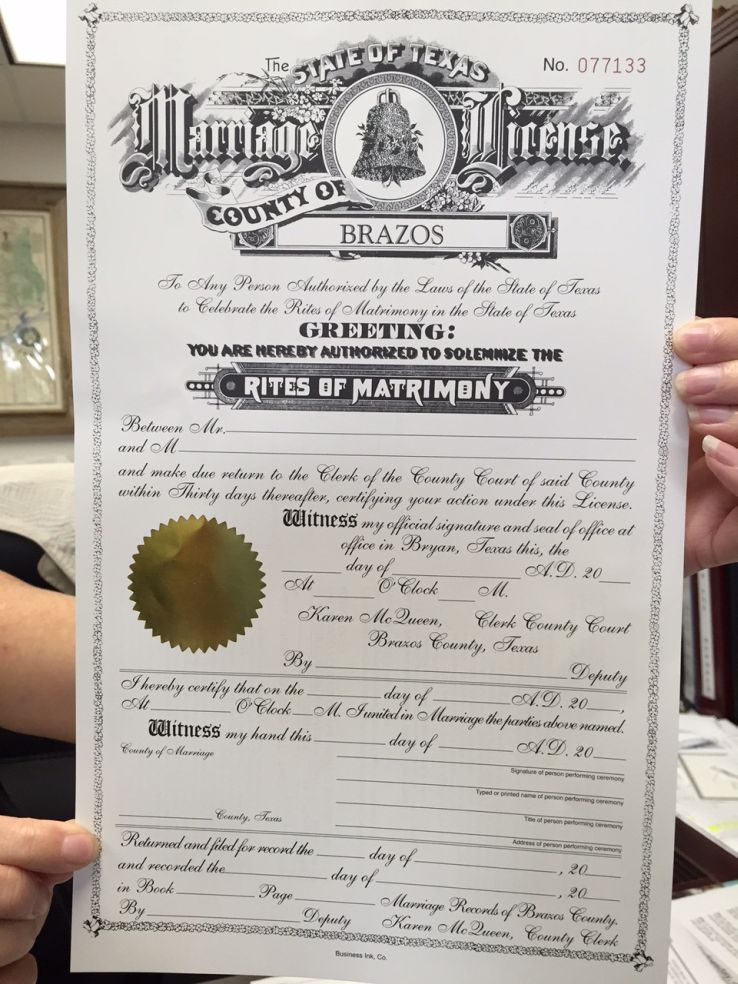 The STATE OF TEXAS No. 077133
Marriage License
COUNTY OF
BRAZOS
To Any Person Authorized by the Laws of the State of Texas
to Celebrate the Rites of Matrimony in the State of Texas
GREETING:
YOU ARE HEREBY AUTHORIZED TO SOLEMNIZE THE
RITES OF MATRIMONY
Between Mr.
and M
and make due return to the Clerk of the County Court of said County
within Thirty days thereafter, certifying your action under this License.
Witness my official signature and seal of office at
office in Bryan, Texas this, the
day of A.D. 20
At O'Clock M.
Karen McQueen, Clerk County Court
Brazos County, Texas
By Deputy
I hereby certify that on the day of A.D. 20 ,
At O'Clock M. I united in Marriage the parties above named.
Witness my hand this day of A.D. 20
County of Marriage
Signature of person performing ceremony
Typed or printed name of person performing ceremony
Title of person performing ceremony
County, Texas
Address of person performing ceremony
Returned and filed for record the day of , 20
and recorded the day of , 20
in Book Page Marriage Records of Brazos County.
By Deputy Karen McQueen, County Clerk
Business Ink, Co.